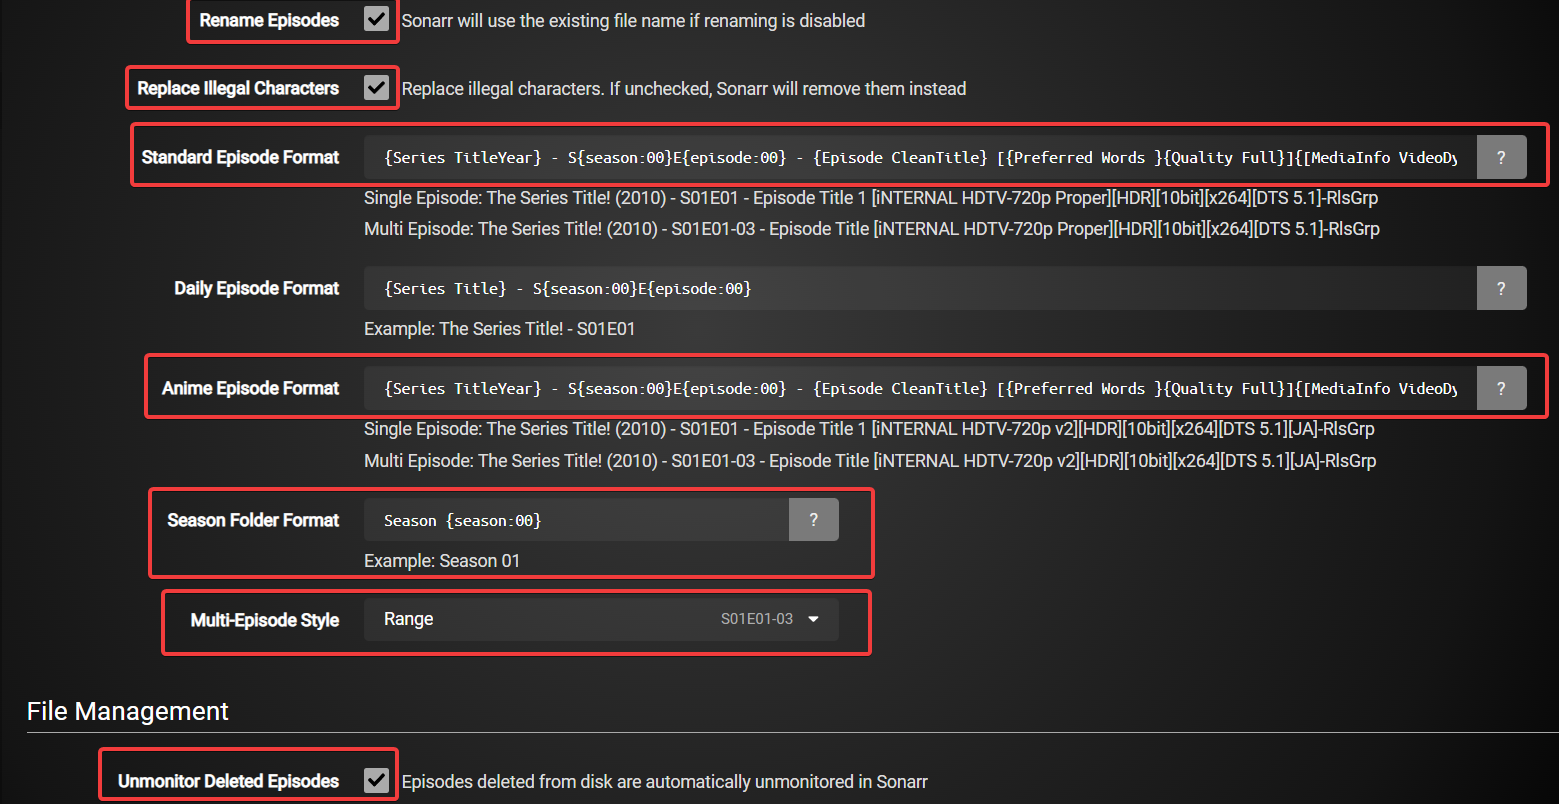 Rename Episodes Sonarr will use the existing file name if renaming is disabled
Replace Illegal Characters Replace illegal characters. If unchecked, Sonarr will remove them instead
Standard Episode Format {Series TitleYear} - S{season:00}E{episode:00} - {Episode CleanTitle} [{Preferred Words }{Quality Full}]{[MediaInfo VideoDy ?
Single Episode: The Series Title! (2010) - S01E01 - Episode Title 1 [iNTERNAL HDTV-720p Proper][HDR][10bit][x264][DTS 5.1]-RlsGrp
Multi Episode: The Series Title! (2010) - S01E01-03 - Episode Title [iNTERNAL HDTV-720p Proper][HDR][10bit][x264][DTS 5.1]-RlsGrp
Daily Episode Format {Series Title} - S{season:00}E{episode:00} ?
Example: The Series Title! - S01E01
Anime Episode Format {Series TitleYear} - S{season:00}E{episode:00} - {Episode CleanTitle} [{Preferred Words }{Quality Full}]{[MediaInfo VideoDy ?
Single Episode: The Series Title! (2010) - S01E01 - Episode Title 1 [iNTERNAL HDTV-720p v2][HDR][10bit][x264][DTS 5.1][JA]-RlsGrp
Multi Episode: The Series Title! (2010) - S01E01-03 - Episode Title [iNTERNAL HDTV-720p v2][HDR][10bit][x264][DTS 5.1][JA]-RlsGrp
Season Folder Format Season {season:00} ?
Example: Season 01
Multi-Episode Style Range S01E01-03
File Management
Unmonitor Deleted Episodes Episodes deleted from disk are automatically unmonitored in Sonarr